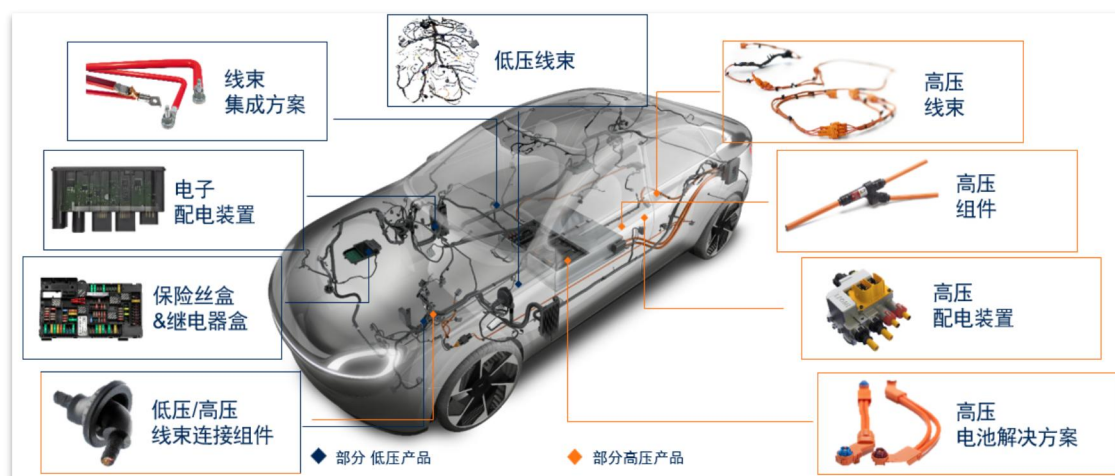 线束
集成方案
低压线束
高压
线束
电子
配电装置
高压
组件
保险丝盒
&继电器盒
高压
配电装置
低压/高压
线束连接组件
高压
电池解决方案
部分 低压产品
部分高压产品